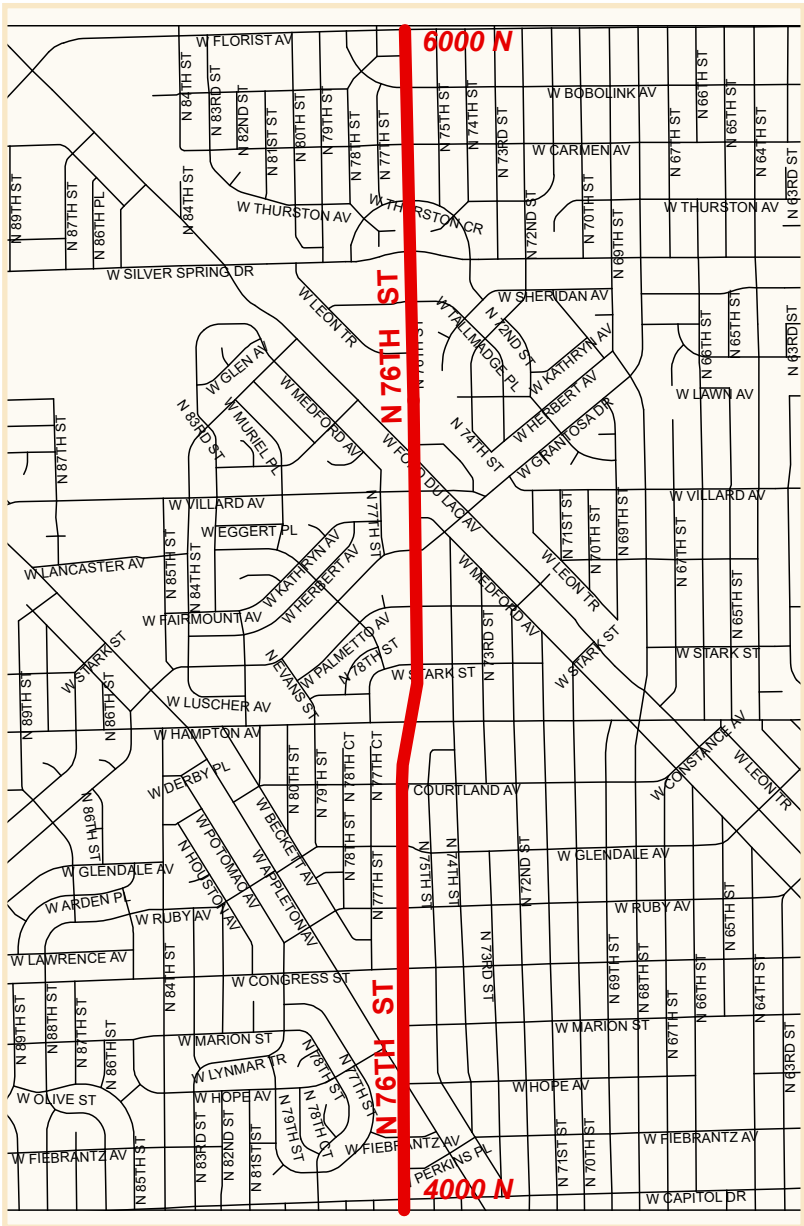 6000 N
W FLORIST AV
N 84TH ST
N 83RD ST
N 82ND ST
N 81ST ST
N 80TH ST
N 79TH ST
N 78TH ST
N 77TH ST
N 75TH ST
N 74TH ST
N 73RD ST
W BOBOLINK AV
N 66TH ST
N 65TH ST
N 67TH ST
N 64TH ST
W CARMEN AV
N 63RD ST
N 89TH ST
N 87TH ST
N 86TH PL
N 84TH ST
W THURSTON AV
W THURSTON CR
N 72ND ST
N 70TH ST
N 69TH ST
W THURSTON AV
W SILVER SPRING DR
W LEON TR
N 76TH ST
W SHERIDAN AV
N 72ND ST
W TALLMADGE PL
W KATHRYN AV
N 66TH ST
N 65TH ST
N 63RD ST
W GLEN AV
W MEDFORD AV
W HERBERT AV
W LAWN AV
N 83RD ST
W MURIEL PL
N 87TH ST
N 74TH ST
W GRANTOSA DR
W FOND DU LAC AV
W VILLARD AV
W VILLARD AV
N 77TH ST
N 71ST ST
N 70TH ST
N 69TH ST
N 67TH ST
W EGGERT PL
N 85TH ST
N 84TH ST
W LANCASTER AV
W KATHRYN AV
W HERBERT AV
W MEDFORD AV
W LEON TR
N 65TH ST
W FAIRMOUNT AV
W PALMETTO AV
N 78TH ST
N EVANS ST
N 73RD ST
W STARK ST
W STARK ST
W STARK ST
W STARK ST
N 89TH ST
N 86TH ST
W LUSCHER AV
W HAMPTON AV
W CONSTANCE AV
W LEON TR
W DERBY PL
N 80TH ST
N 79TH ST
N 78TH CT
N 77TH CT
COURTLAND AV
N 86TH ST
W POTOMAC AV
W BECKETT AV
N HOUSTON AV
W APPLETON AV
N 78TH ST
N 77TH ST
N 75TH ST
N 74TH ST
N 72ND ST
W GLENDALE AV
W GLENDALE AV
W ARDEN PL
W RUBY AV
W RUBY AV
N 65TH ST
W LAWRENCE AV
N 84TH ST
W CONGRESS ST
N 73RD ST
N 69TH ST
N 68TH ST
N 67TH ST
N 66TH ST
N 64TH ST
N 76TH ST
N 89TH ST
N 88TH ST
N 87TH ST
N 86TH ST
W MARION ST
W MARION ST
N 63RD ST
W LYNMAR TR
N 78TH ST
N 77TH ST
W OLIVE ST
W HOPE AV
W HOPE AV
N 79TH ST
N 78TH CT
N 85TH ST
N 83RD ST
N 82ND ST
N 81ST ST
W FIEBRANTZ AV
W FIEBRANTZ AV
W FIEBRANTZ AV
N 71ST ST
N 70TH ST
PERKINS PL
4000 N
W CAPITOL DR